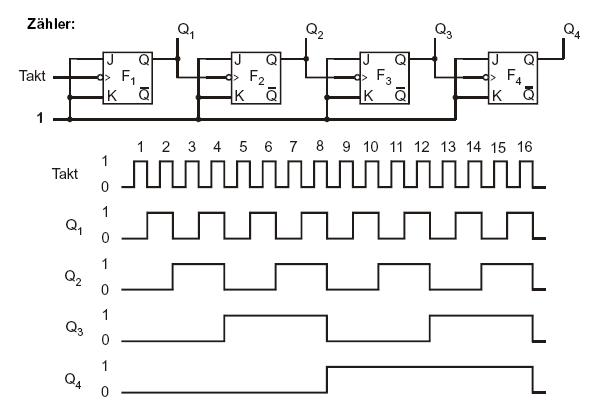 Zähler:
Q1 Q2 Q3 Q4
J Q J Q J Q J Q
Takt > F1 > F2 > F3 > F4
K Q K Q K Q K Q
1
1 2 3 4 5 6 7 8 9 10 11 12 13 14 15 16
Takt 1 0
Q1 1 0
Q2 1 0
Q3 1 0
Q4 1 0